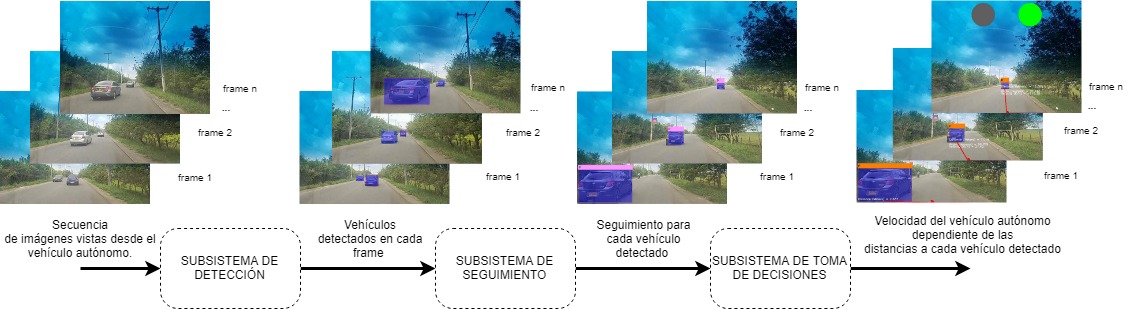 frame n
...
frame 2
frame 1
frame n
...
frame 2
frame 1
frame n
...
frame 2
frame 1
frame n
...
frame 2
frame 1
Secuencia
de imágenes vistas desde el
vehículo autónomo.
SUBSISTEMA DE
DETECCIÓN
Vehículos
detectados en cada
frame
SUBSISTEMA DE
SEGUIMIENTO
Seguimiento para
cada vehículo
detectado
SUBSISTEMA DE TOMA
DE DECISIONES
Velocidad del vehículo autónomo
dependiente de las
distancias a cada vehículo detectado